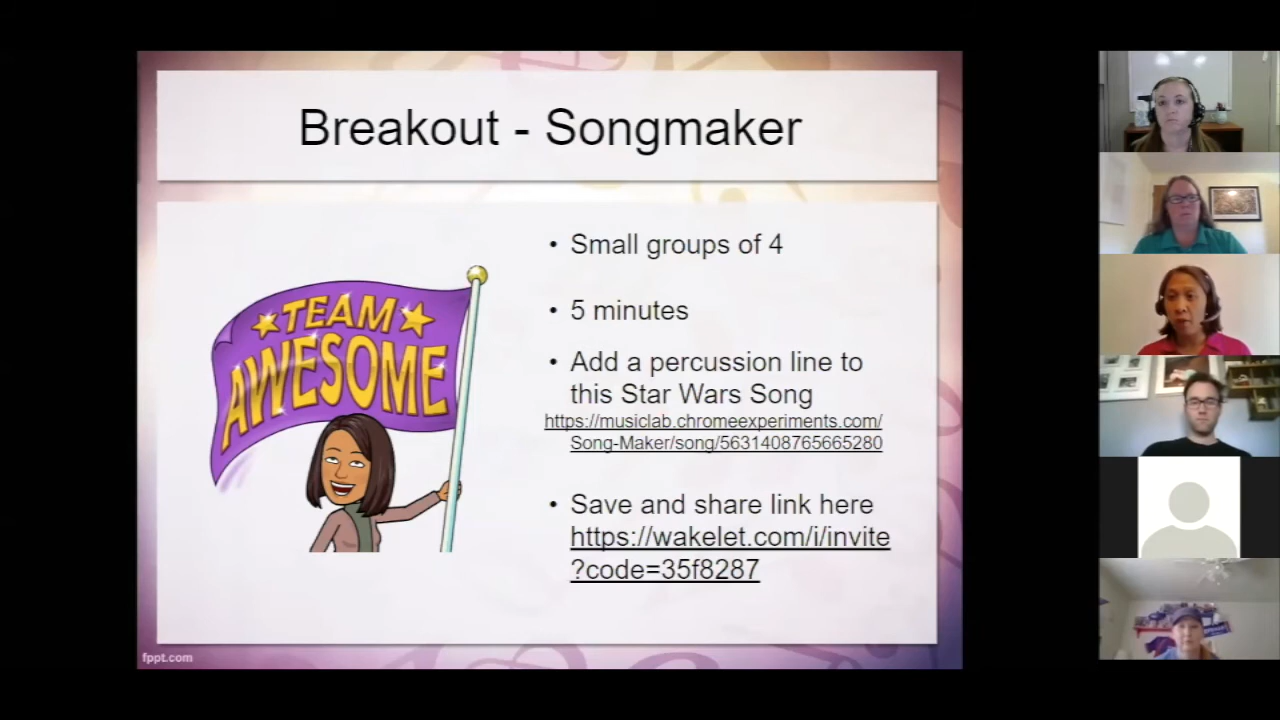 Breakout - Songmaker
TEAM
AWESOME
• Small groups of 4
• 5 minutes
• Add a percussion line to
this Star Wars Song
https://musiclab.chromeexperiments.com/
Song-Maker/song/5631408765665280
• Save and share link here
https://wakelet.com/i/invite
?code=35f8287
fppt.com